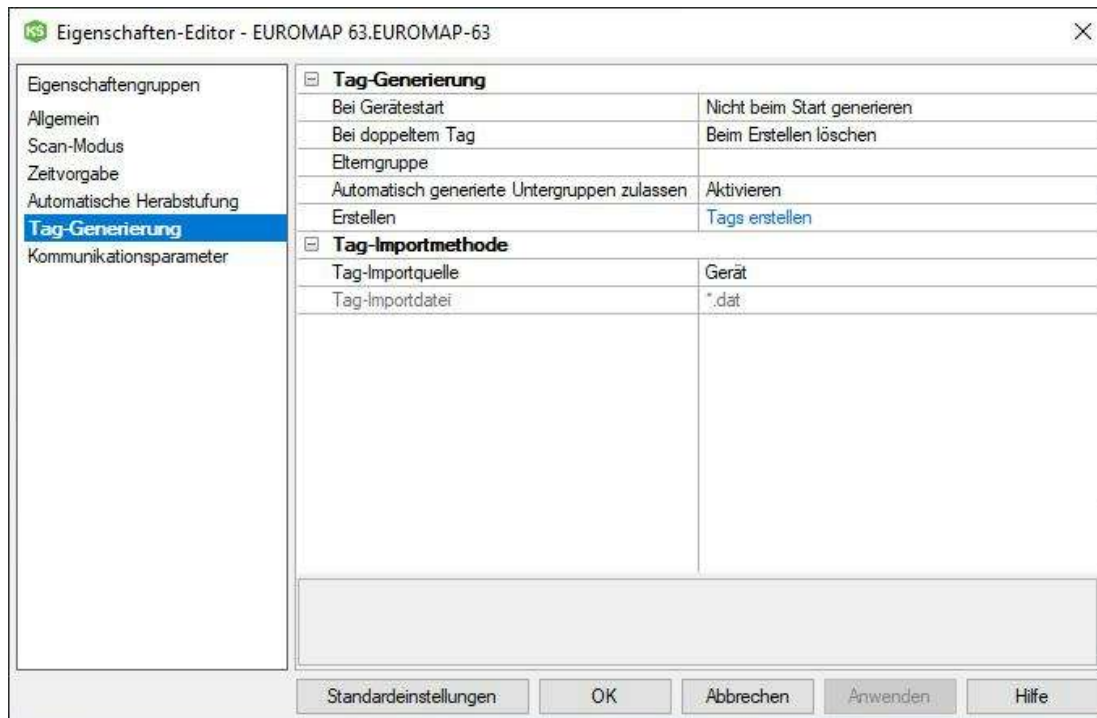 KS Eigenschaften-Editor - EUROMAP 63.EUROMAP-63
Eigenschaftengruppen
Allgemein
Scan-Modus
Zeitvorgabe
Automatische Herabstufung
Tag-Generierung
Kommunikationsparameter
Tag-Generierung
Bei Gerätestart Nicht beim Start generieren
Bei doppeltem Tag Beim Erstellen löschen
Elterngruppe
Automatisch generierte Untergruppen zulassen Aktivieren
Erstellen Tags erstellen
Tag-Importmethode
Tag-Importquelle Gerät
Tag-Importdatei *.dat
Standardeinstellungen OK Abbrechen Anwenden Hilfe